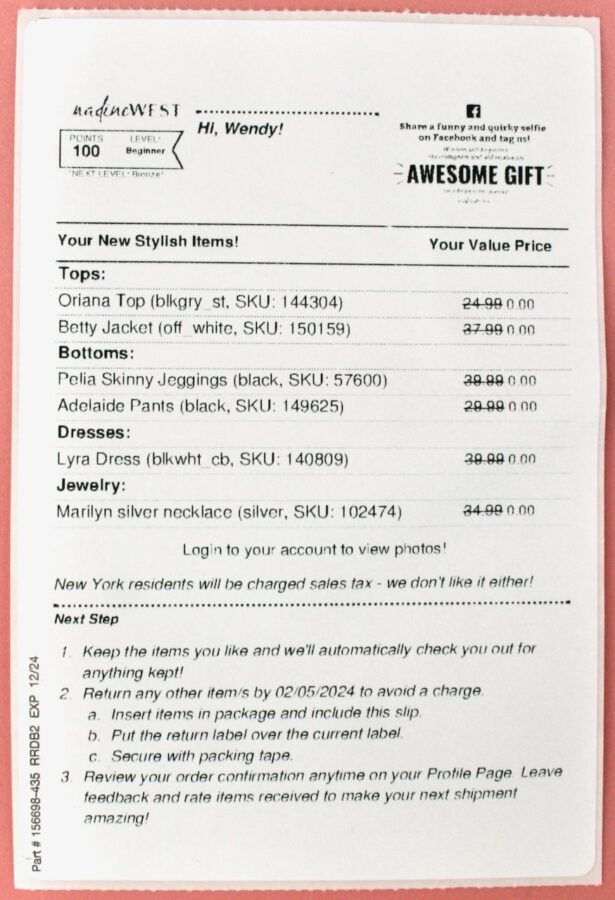 nadineWEST
Hi, Wendy!
POINTS
LEVEL:
100
Beginner
*NEXT LEVEL: Bronze!
Share a funny and quirky selfie
on Facebook and tag us!
AWESOME GIFT
Your New Stylish Items!
Your Value Price
Tops:
Oriana Top (blkgry_st, SKU: 144304)
24.99 0.00
Betty Jacket (off_white, SKU: 150159)
37.99 0.00
Bottoms:
Pelia Skinny Jeggings (black, SKU: 57600)
39.99 0.00
Adelaide Pants (black, SKU: 149625)
29.99 0.00
Dresses:
Lyra Dress (blkwht_cb, SKU: 140809)
39.99 0.00
Jewelry:
Marilyn silver necklace (silver, SKU: 102474)
34.99 0.00
Login to your account to view photos!
New York residents will be charged sales tax - we don't like it either!
Next Step
1. Keep the items you like and we'll automatically check you out for
anything kept!
2. Return any other item/s by 02/05/2024 to avoid a charge.
a. Insert items in package and include this slip.
b. Put the return label over the current label.
c. Secure with packing tape.
3. Review your order confirmation anytime on your Profile Page. Leave
feedback and rate items received to make your next shipment
amazing!
Part # 156698-435 RRDB2 EXP 12/24